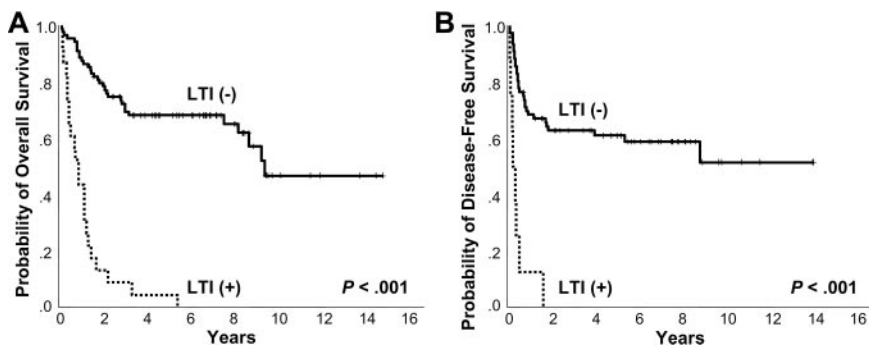 A
Probability of Overall Survival
1.0
.8
.6
.4
.2
.0
LTI (-)
LTI (+)
P < .001
0 2 4 6 8 10 12 14 16
Years
B
Probability of Disease-Free Survival
1.0
.8
.6
.4
.2
.0
LTI (-)
LTI (+)
P < .001
0 2 4 6 8 10 12 14 16
Years